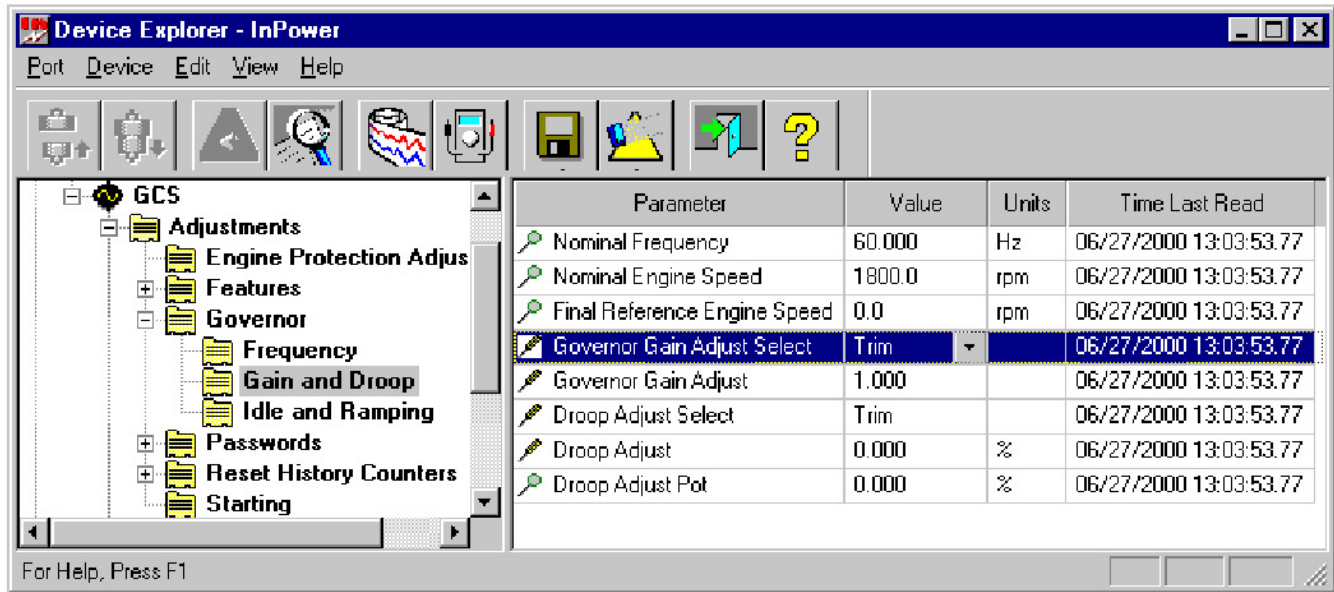 Device Explorer - InPower
Port Device Edit View Help
GCS
Adjustments
Engine Protection Adjus
Features
Governor
Frequency
Gain and Droop
Idle and Ramping
Passwords
Reset History Counters
Starting
Parameter Value Units Time Last Read
Nominal Frequency 60.000 Hz 06/27/2000 13:03:53.77
Nominal Engine Speed 1800.0 rpm 06/27/2000 13:03:53.77
Final Reference Engine Speed 0.0 rpm 06/27/2000 13:03:53.77
Governor Gain Adjust Select Trim 06/27/2000 13:03:53.77
Governor Gain Adjust 1.000 06/27/2000 13:03:53.77
Droop Adjust Select Trim 06/27/2000 13:03:53.77
Droop Adjust 0.000 % 06/27/2000 13:03:53.77
Droop Adjust Pot 0.000 % 06/27/2000 13:03:53.77
For Help, Press F1